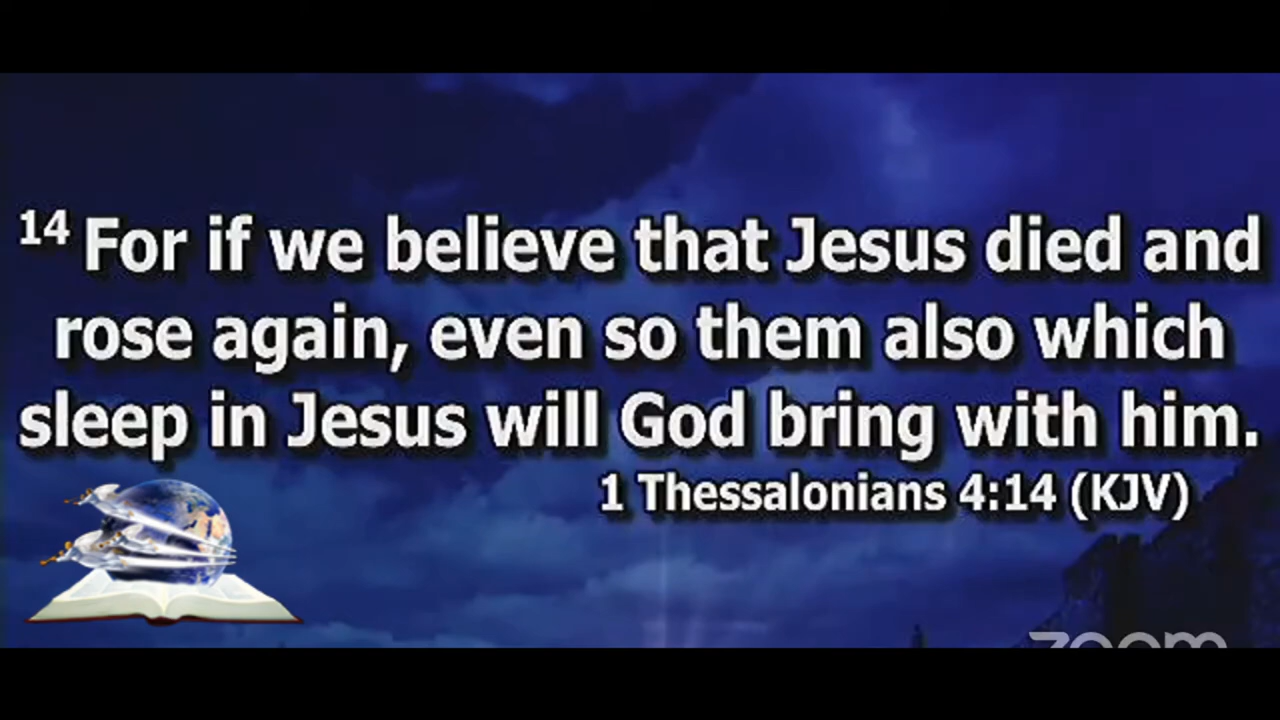 14 For if we believe that Jesus died and
rose again, even so them also which
sleep in Jesus will God bring with him.
1 Thessalonians 4:14 (KJV)
zoom